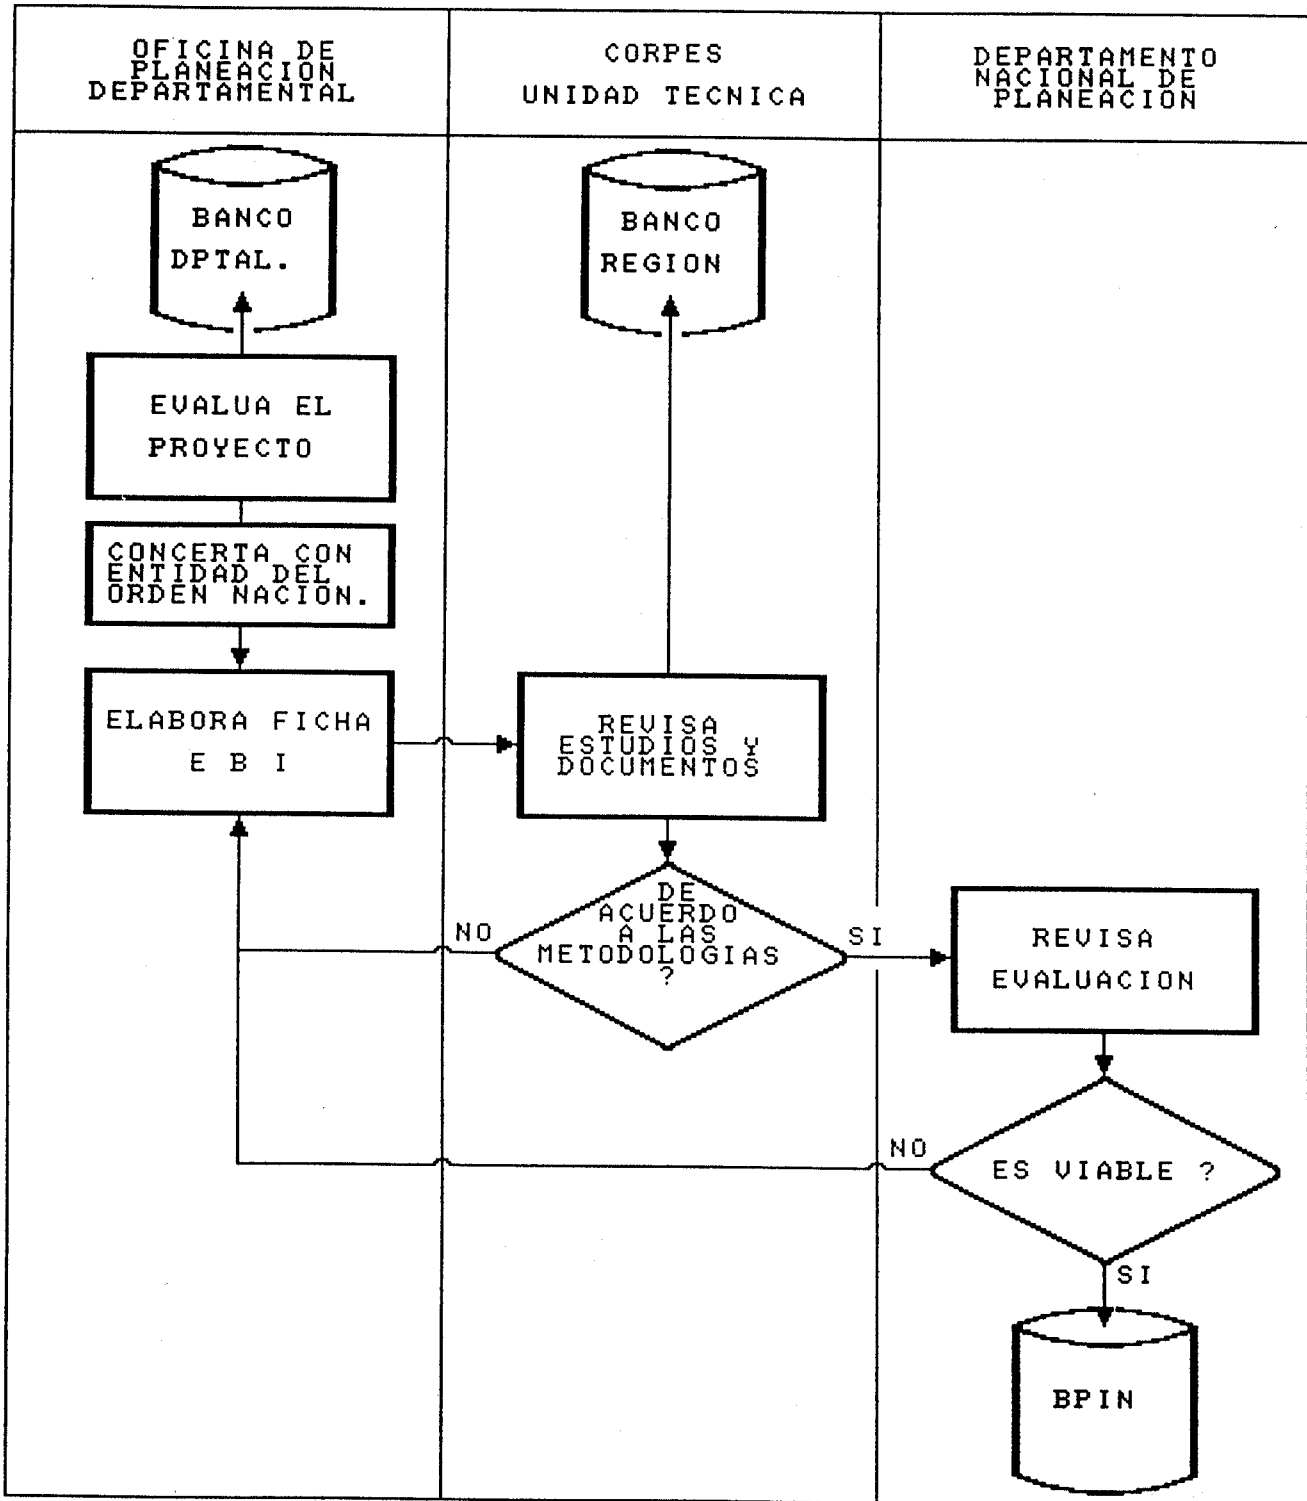 OFICINA DE
PLANEACION
DEPARTAMENTAL
CORPES
UNIDAD TECNICA
DEPARTAMENTO
NACIONAL DE
PLANEACION
BANCO
DPTAL.
BANCO
REGION
EVALUA EL
PROYECTO
CONCERTA CON
ENTIDAD DEL
ORDEN NACION.
ELABORA FICHA
E B I
REVISA
ESTUDIOS Y
DOCUMENTOS
DE
ACUERDO
A LAS
METODOLOGIAS
?
NO
SI
REVISA
EVALUACION
NO
ES VIABLE ?
SI
BPIN